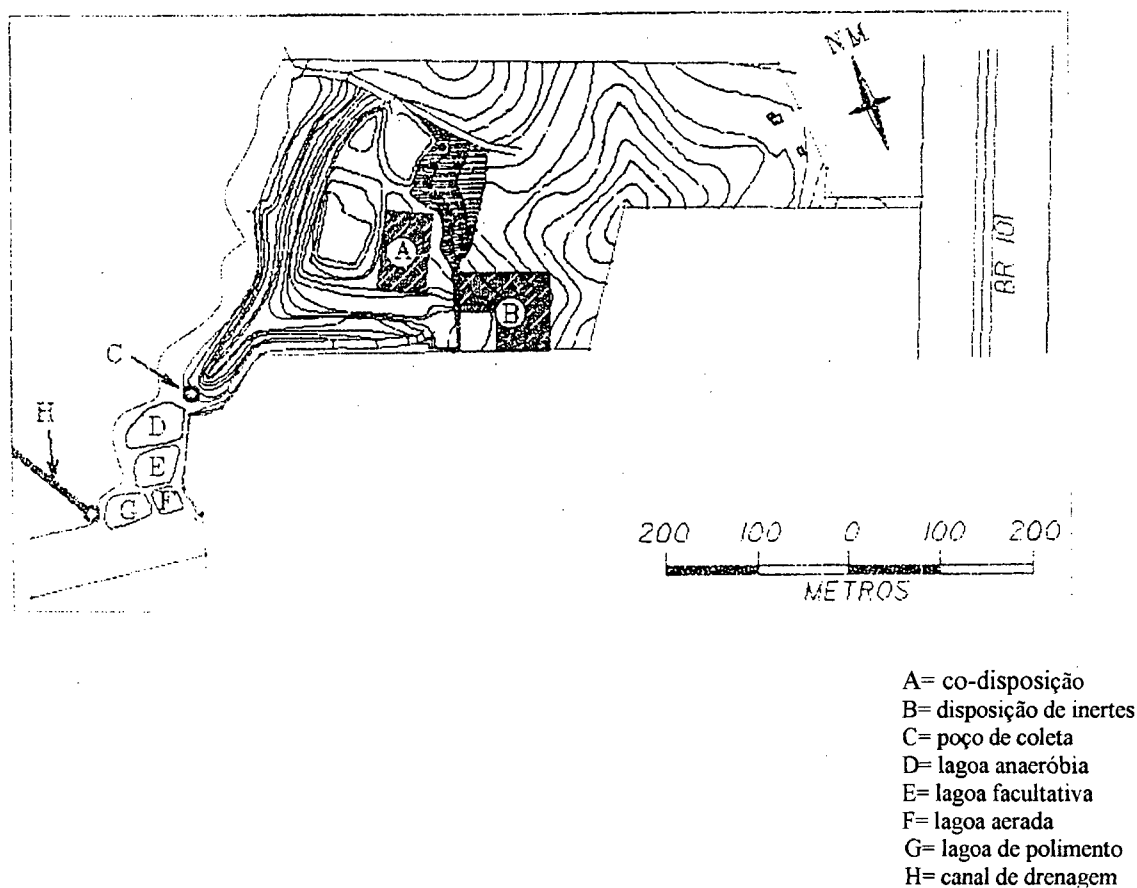 NM
BR 101
A
B
C
H
D
E
G
F
200 100 0 100 200
METROS
A= co-disposição
B= disposição de inertes
C= poço de coleta
D= lagoa anaeróbia
E= lagoa facultativa
F= lagoa aerada
G= lagoa de polimento
H= canal de drenagem